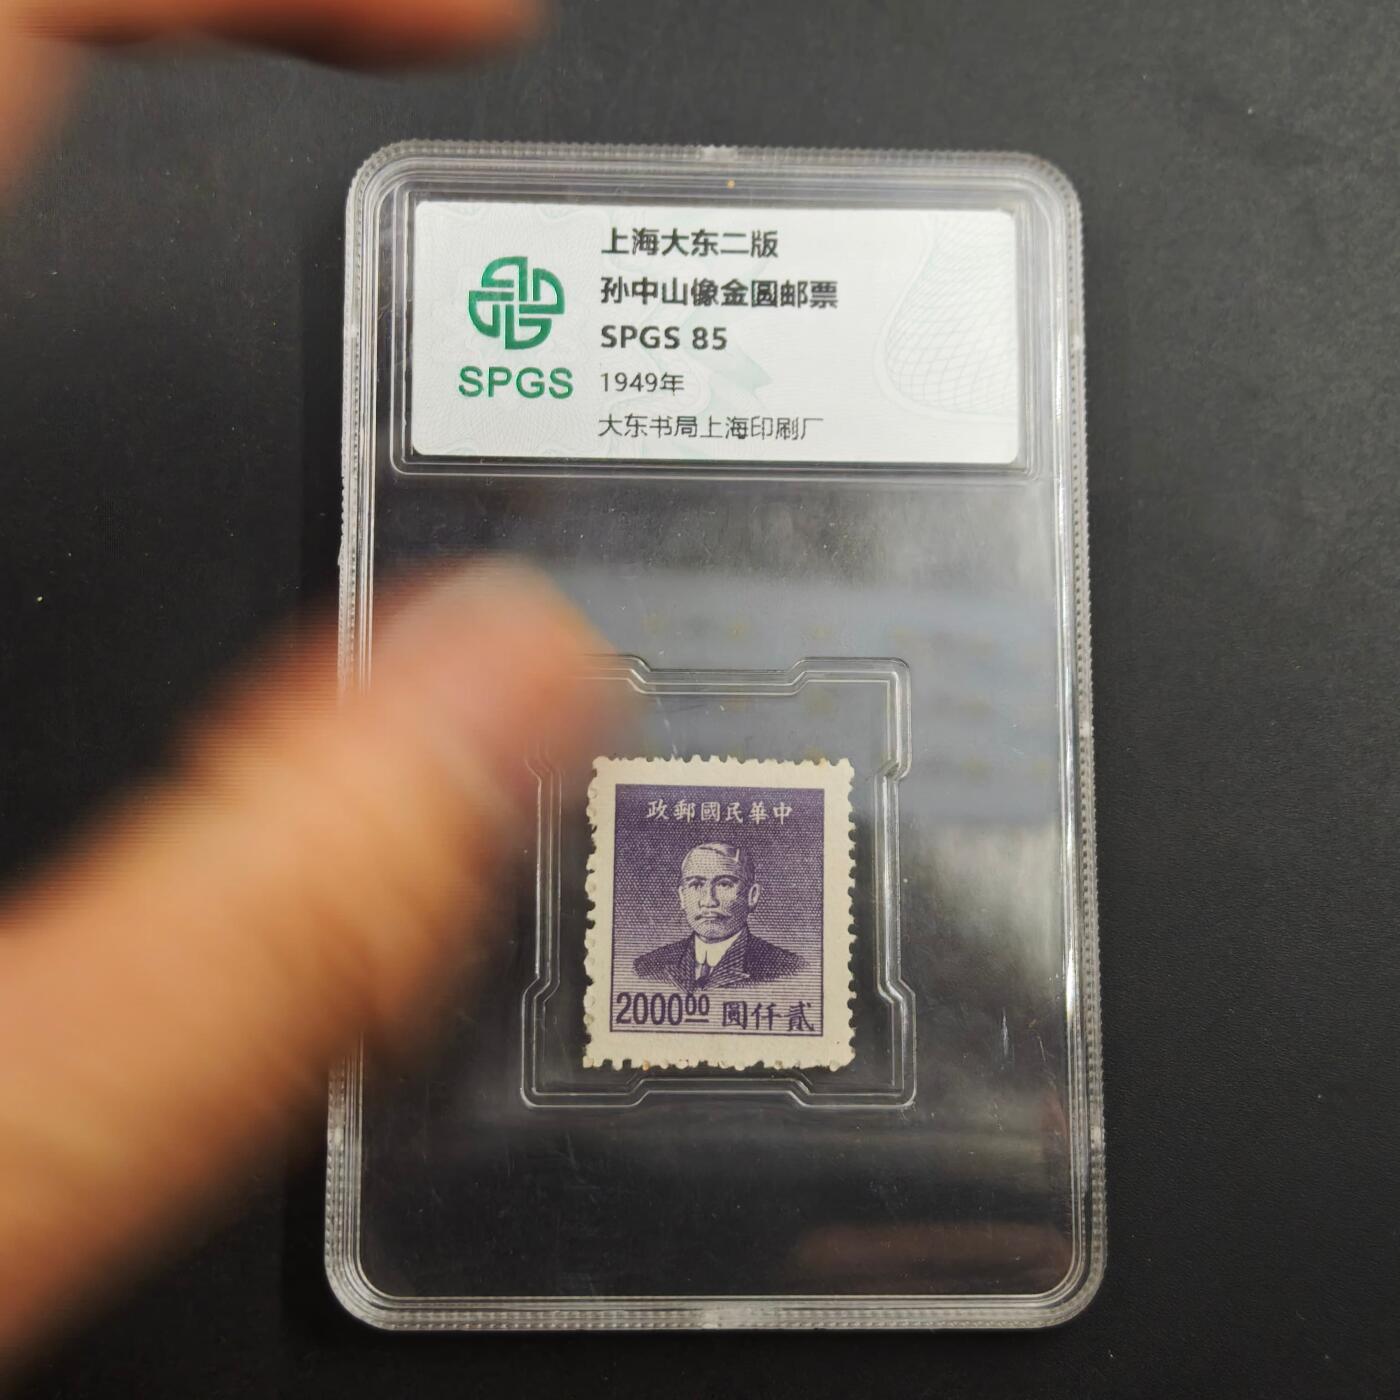 上海大东二版
孙中山像金圆邮票
SPGS 85
1949年
大东书局上海印刷厂
SPGS
政郵國民華中
200000 圓仟貳